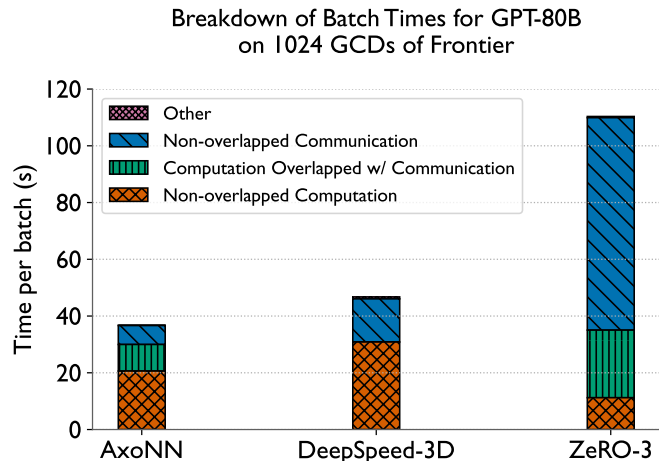 Breakdown of Batch Times for GPT-80B
on 1024 GCDs of Frontier
Time per batch (s)
120
100
80
60
40
20
0
Other
Non-overlapped Communication
Computation Overlapped w/ Communication
Non-overlapped Computation
AxoNN
DeepSpeed-3D
ZeRO-3